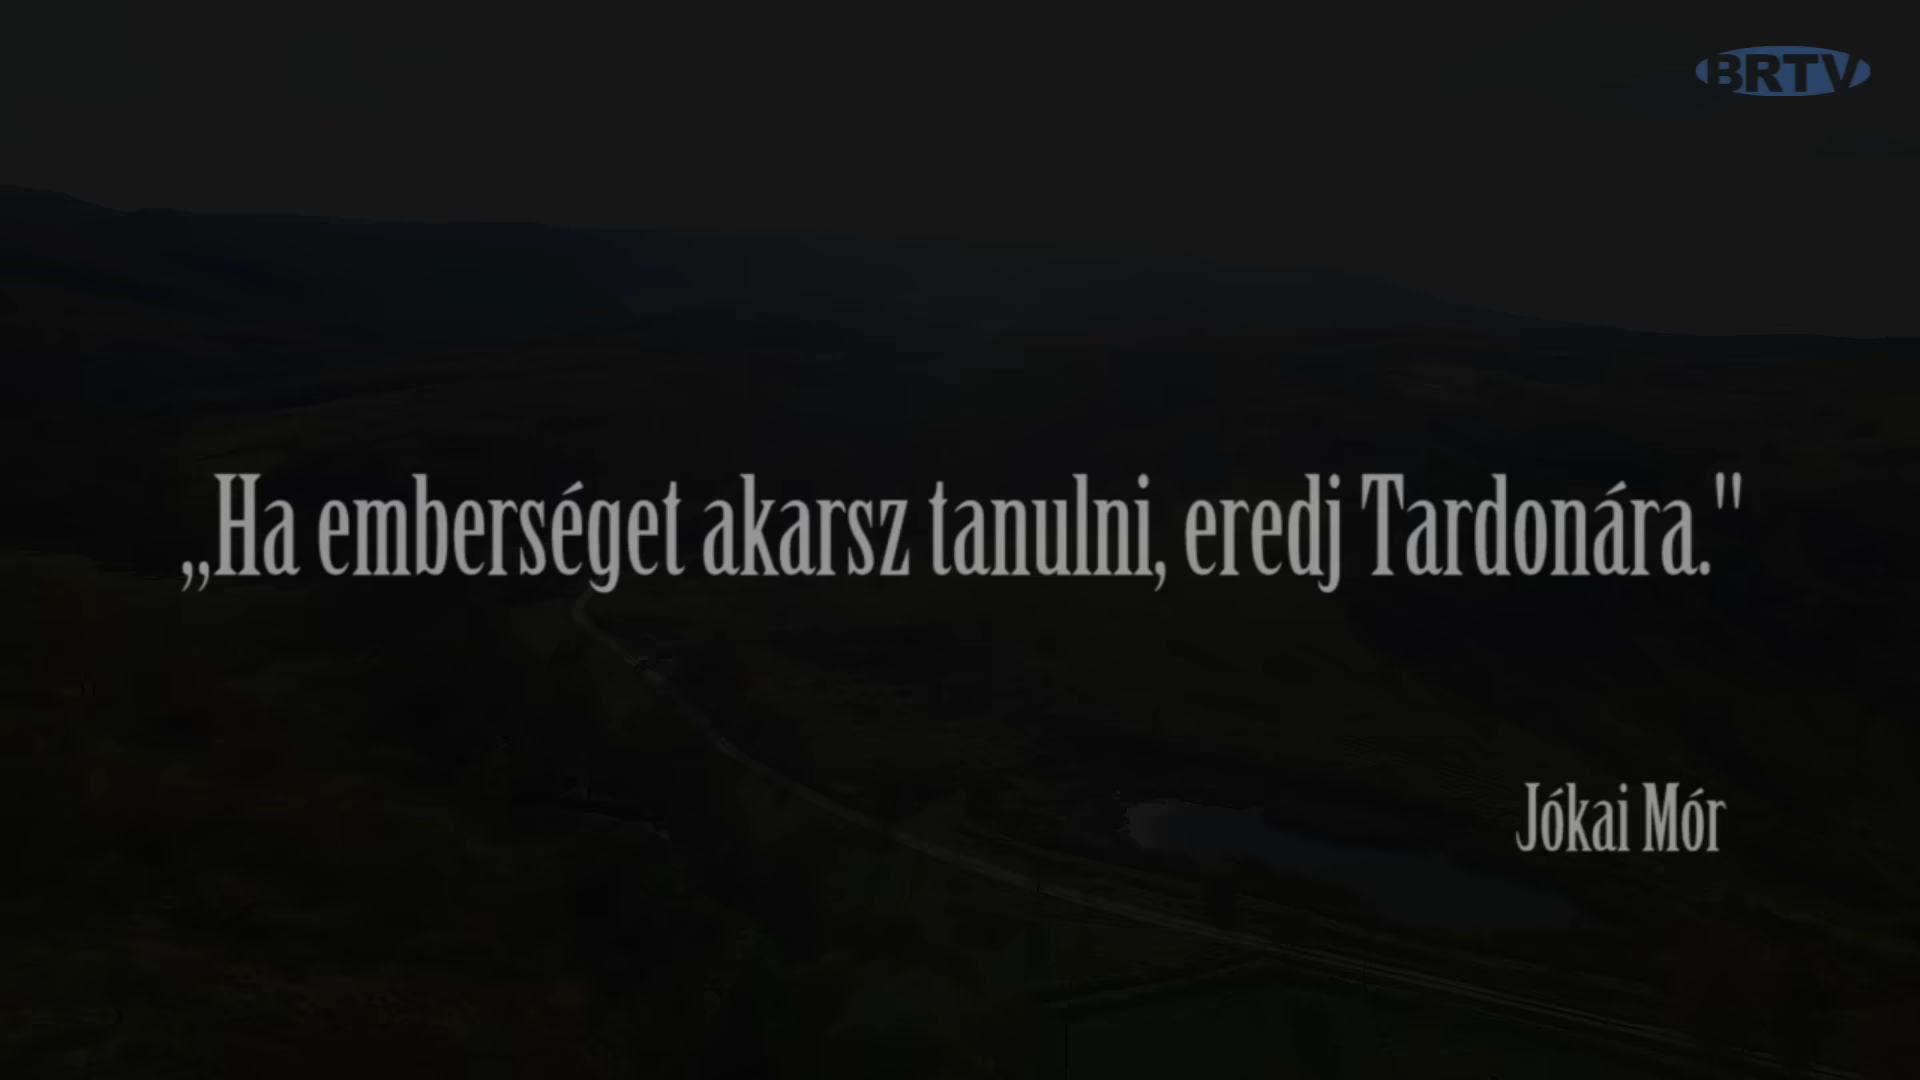 BRTV
„Ha emberséget akarsz tanulni, eredj Tardonára."
Jókai Mór